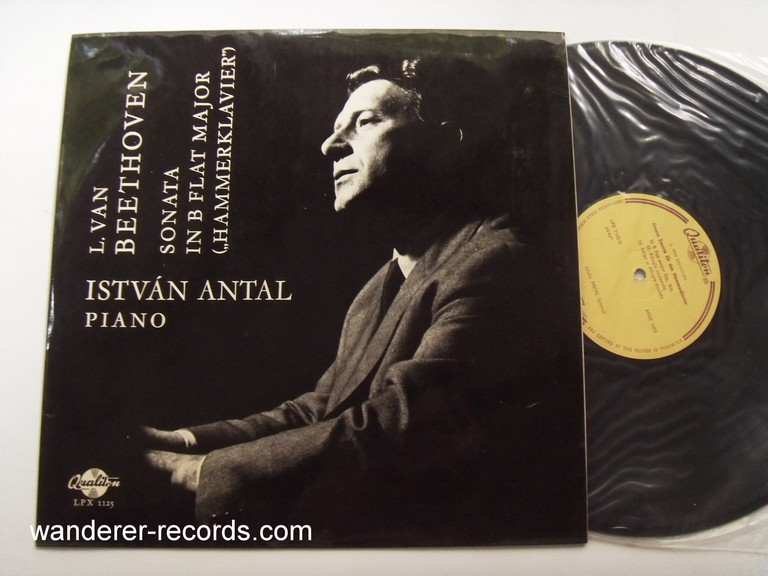 L. VAN
BEETHOVEN
SONATA
IN B FLAT MAJOR
(„HAMMERKLAVIER”)
ISTVÁN ANTAL
PIANO
Qualiton
LPX 1125
Qualiton
wanderer-records.com